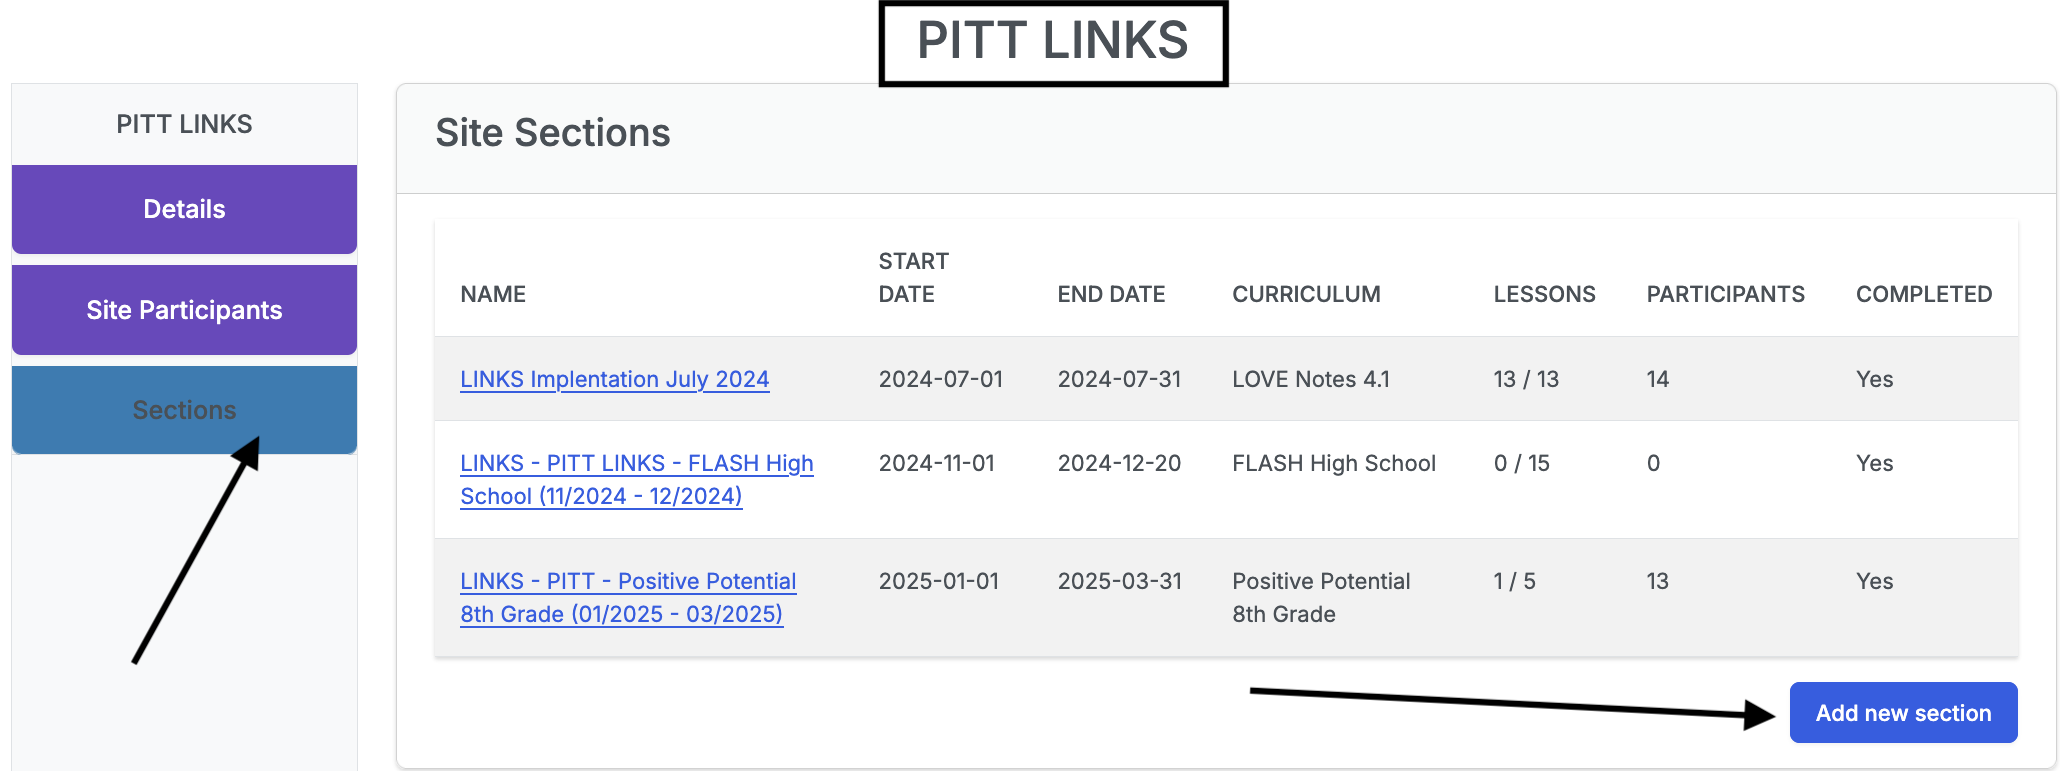 PITT LINKS
PITT LINKS
Details
Site Participants
Sections
Site Sections
NAME START DATE END DATE CURRICULUM LESSONS PARTICIPANTS COMPLETED
LINKS Implentation July 2024 2024-07-01 2024-07-31 LOVE Notes 4.1 13 / 13 14 Yes
LINKS - PITT LINKS - FLASH High 2024-11-01 2024-12-20 FLASH High School 0 / 15 0 Yes
School (11/2024 - 12/2024)
LINKS - PITT - Positive Potential 2025-01-01 2025-03-31 Positive Potential 1 / 5 13 Yes
8th Grade (01/2025 - 03/2025) 8th Grade
Add new section